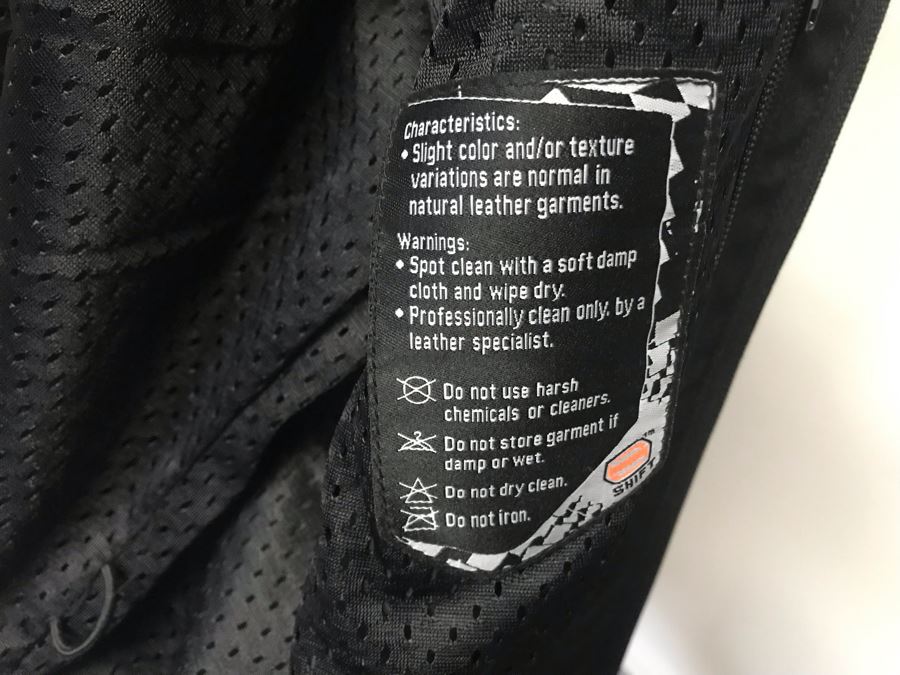 Characteristics:
• Slight color and/or texture
variations are normal in
natural leather garments.
Warnings:
• Spot clean with a soft damp
cloth and wipe dry.
• Professionally clean only. by a
leather specialist.
Do not use harsh
chemicals or cleaners.
Do not store garment if
damp or wet.
Do not dry clean.
Do not iron.
TM
SHIFT